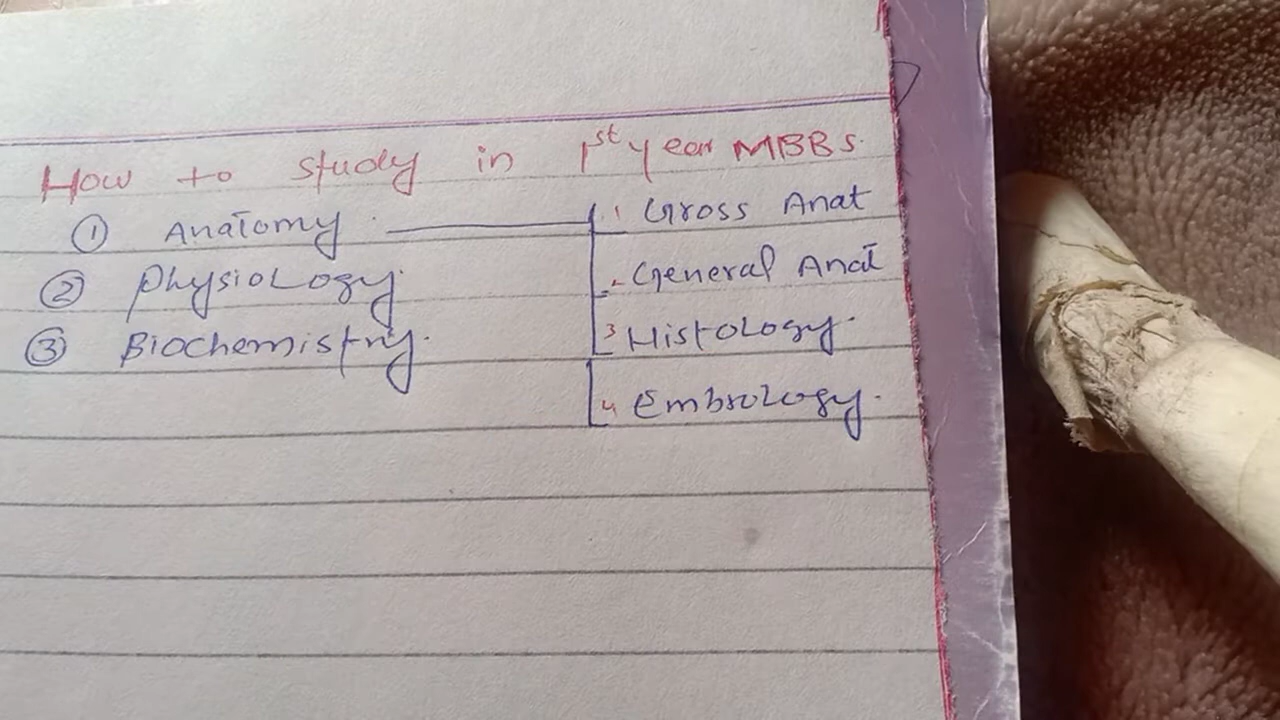 How to study in 1st year MBBS.
① Anatomy
② Physiology
③ Biochemistry.
1 Gross Anat
2 General Anat
3 Histology.
4 Embrology.